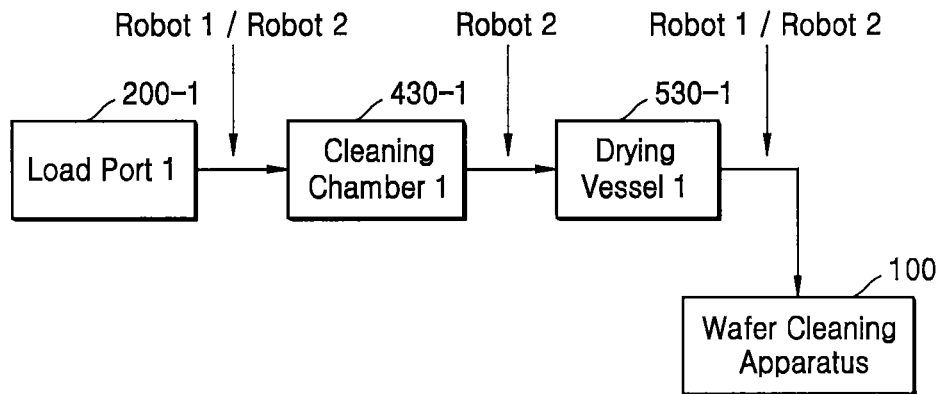 Robot 1 / Robot 2
Robot 2
Robot 1 / Robot 2
200-1
430-1
530-1
Load Port 1
Cleaning
Chamber 1
Drying
Vessel 1
100
Wafer Cleaning
Apparatus